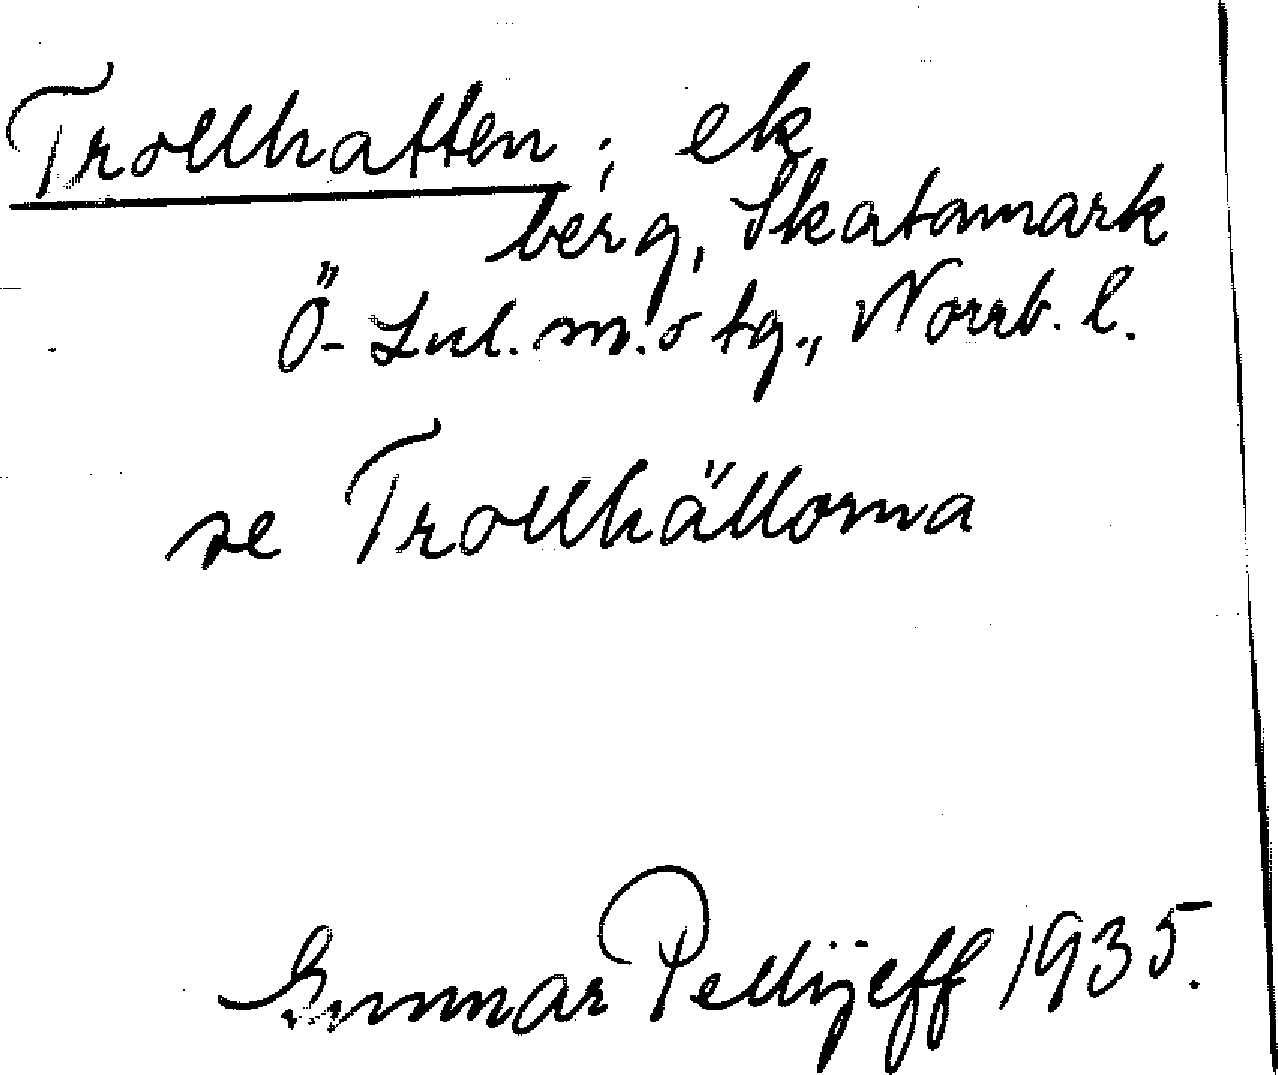 Trollhatten ; ek
berg, Skatamark
Ö-Lul. m. o tg., Norrb. l.
se Trollhällorna
Gunnar Pellijeff 1935.